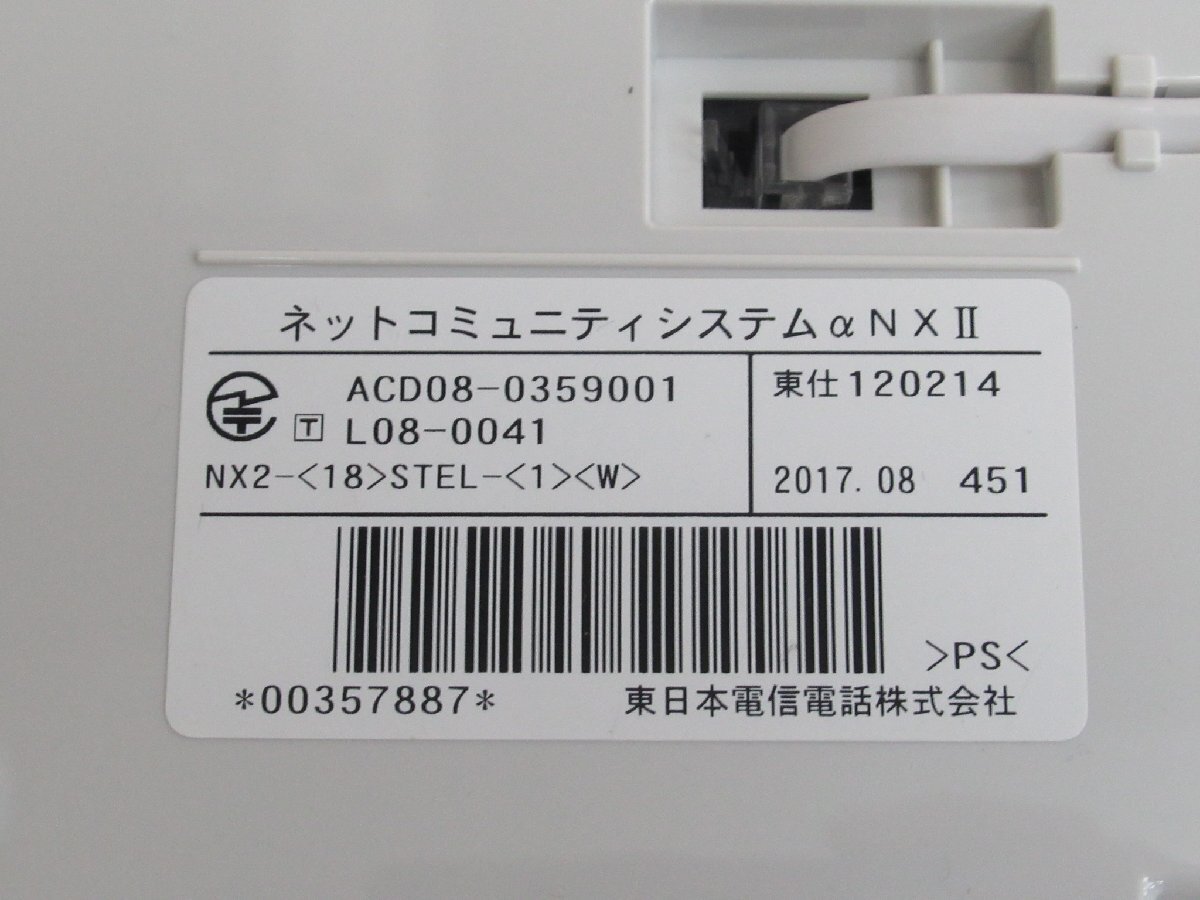 ネットコミュニティシステムαNXⅡ
ACD08-0359001
T L08-0041
NX2-<18>STEL-<1><W>
東仕120214
2017.08 451
>PS<
*00357887*
東日本電信電話株式会社